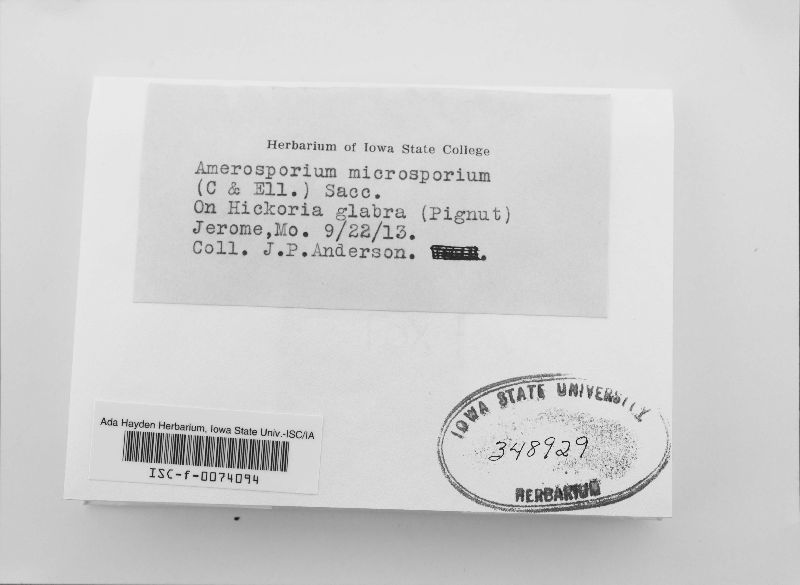 Herbarium of Iowa State College
Amerosporium microsporium
(C & Ell.) Sacc.
On Hickoria glabra (Pignut)
Jerome,Mo. 9/22/13.
Coll. J.P.Anderson.
Ada Hayden Herbarium, Iowa State Univ.-ISC/IA
ISC-f-0074094
IOWA STATE UNIVERSITY
348929
HERBARIUM